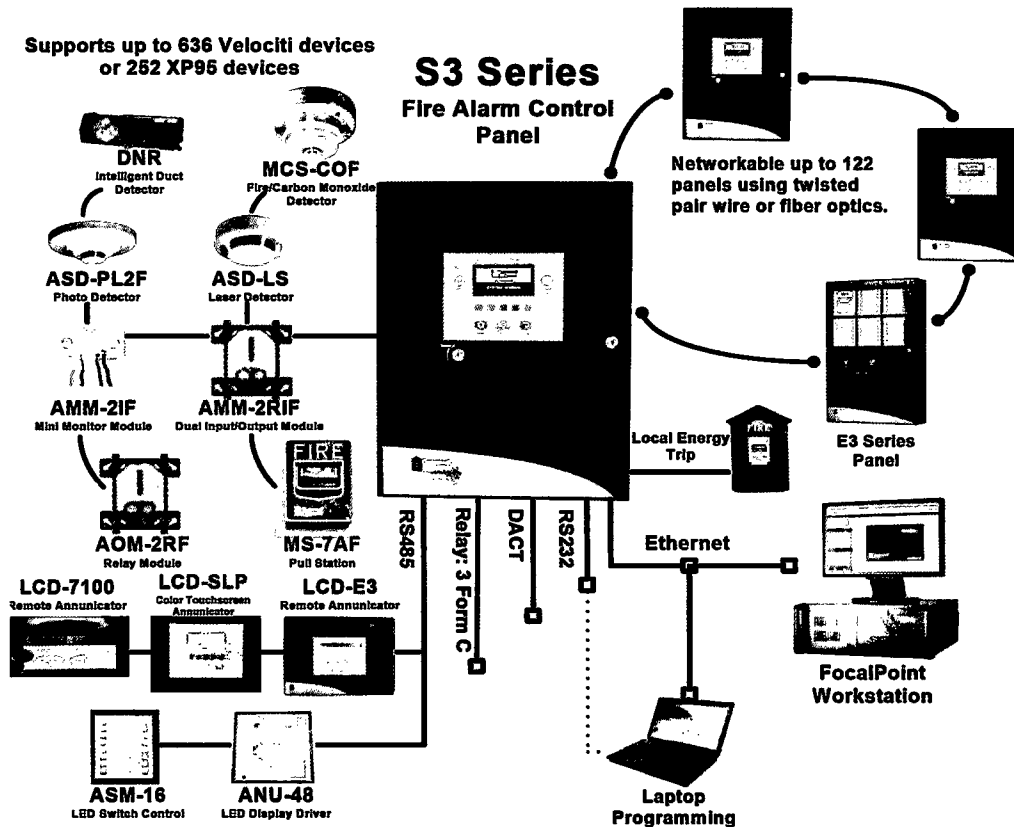 Supports up to 636 Velociti devices
or 252 XP95 devices
S3 Series
Fire Alarm Control
Panel
DNR
Intelligent Duct
Detector
MCS-COF
Fire/Carbon Monoxide
Detector
Networkable up to 122
panels using twisted
pair wire or fiber optics.
ASD-PL2F
Photo Detector
ASD-LS
Laser Detector
AMM-2IF
Mini Monitor Module
AMM-2RIF
Dual Input/Output Module
E3 Series
Panel
Local Energy
Trip
FIRE
FIRE
AOM-2RF
Relay Module
MS-7AF
Pull Station
RS485
Relay: 3 Form C
DACT
RS232
Ethernet
LCD-7100
Remote Annunicator
LCD-SLP
Color Touchscreen
Annunicator
LCD-E3
Remote Annunicator
FocalPoint
Workstation
ASM-16
LED Switch Control
ANU-48
LED Display Driver
Laptop
Programming